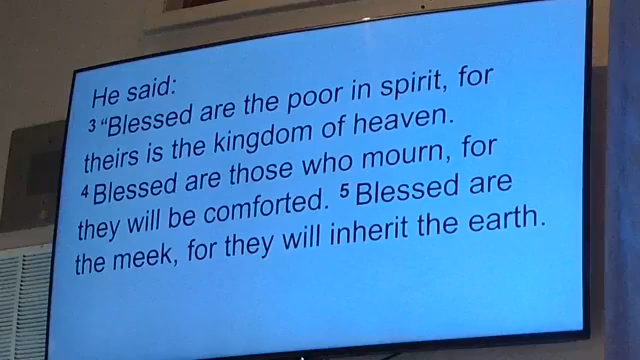 He said:
3 "Blessed are the poor in spirit, for
theirs is the kingdom of heaven.
4 Blessed are those who mourn, for
they will be comforted. 5 Blessed are
the meek, for they will inherit the earth.